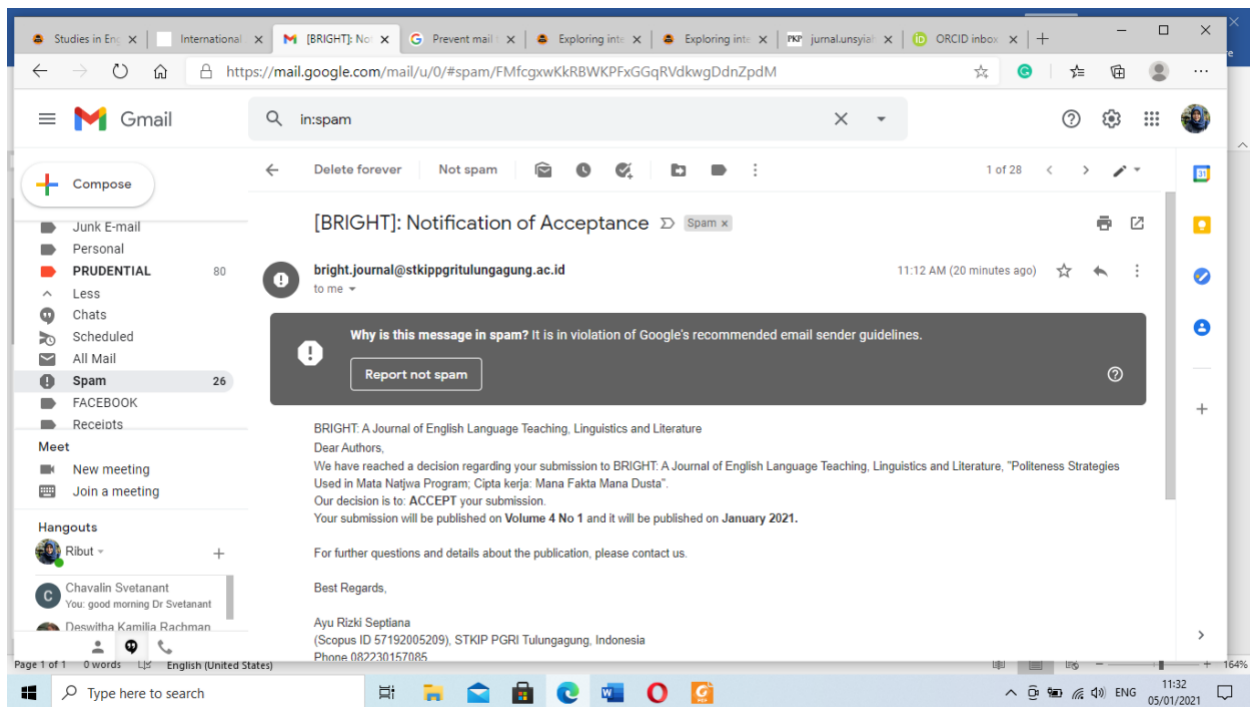 Studies in Eng
International
[BRIGHT]: No
Prevent mail
Exploring inte
Exploring inte
PKP jurnal.unsyiah
iD ORCID inbox
https://mail.google.com/mail/u/0/#spam/FMfcgxwKkRBWKPFxGGqRVdkwgDdnZpdM
Gmail
in:spam
Compose
Delete forever Not spam
1 of 28
31
Junk E-mail
Personal
PRUDENTIAL 80
Less
Chats
Scheduled
All Mail
Spam 26
FACEBOOK
Receipts
Meet
New meeting
Join a meeting
Hangouts
Ribut
C Chavalin Svetanant
You: good morning Dr Svetanant
Deswitha Kamilia Rachman
[BRIGHT]: Notification of Acceptance Spam x
bright.journal@stkippgritulungagung.ac.id 11:12 AM (20 minutes ago)
to me
Why is this message in spam? It is in violation of Google's recommended email sender guidelines.
Report not spam
BRIGHT: A Journal of English Language Teaching, Linguistics and Literature
Dear Authors,
We have reached a decision regarding your submission to BRIGHT: A Journal of English Language Teaching, Linguistics and Literature, "Politeness Strategies
Used in Mata Natjwa Program; Cipta kerja: Mana Fakta Mana Dusta".
Our decision is to: ACCEPT your submission.
Your submission will be published on Volume 4 No 1 and it will be published on January 2021.
For further questions and details about the publication, please contact us.
Best Regards,
Ayu Rizki Septiana
(Scopus ID 57192005209), STKIP PGRI Tulungagung, Indonesia
Phone 082230157085
Page 1 of 1 0 words English (United States) 164%
Type here to search
ENG
11:32
05/01/2021